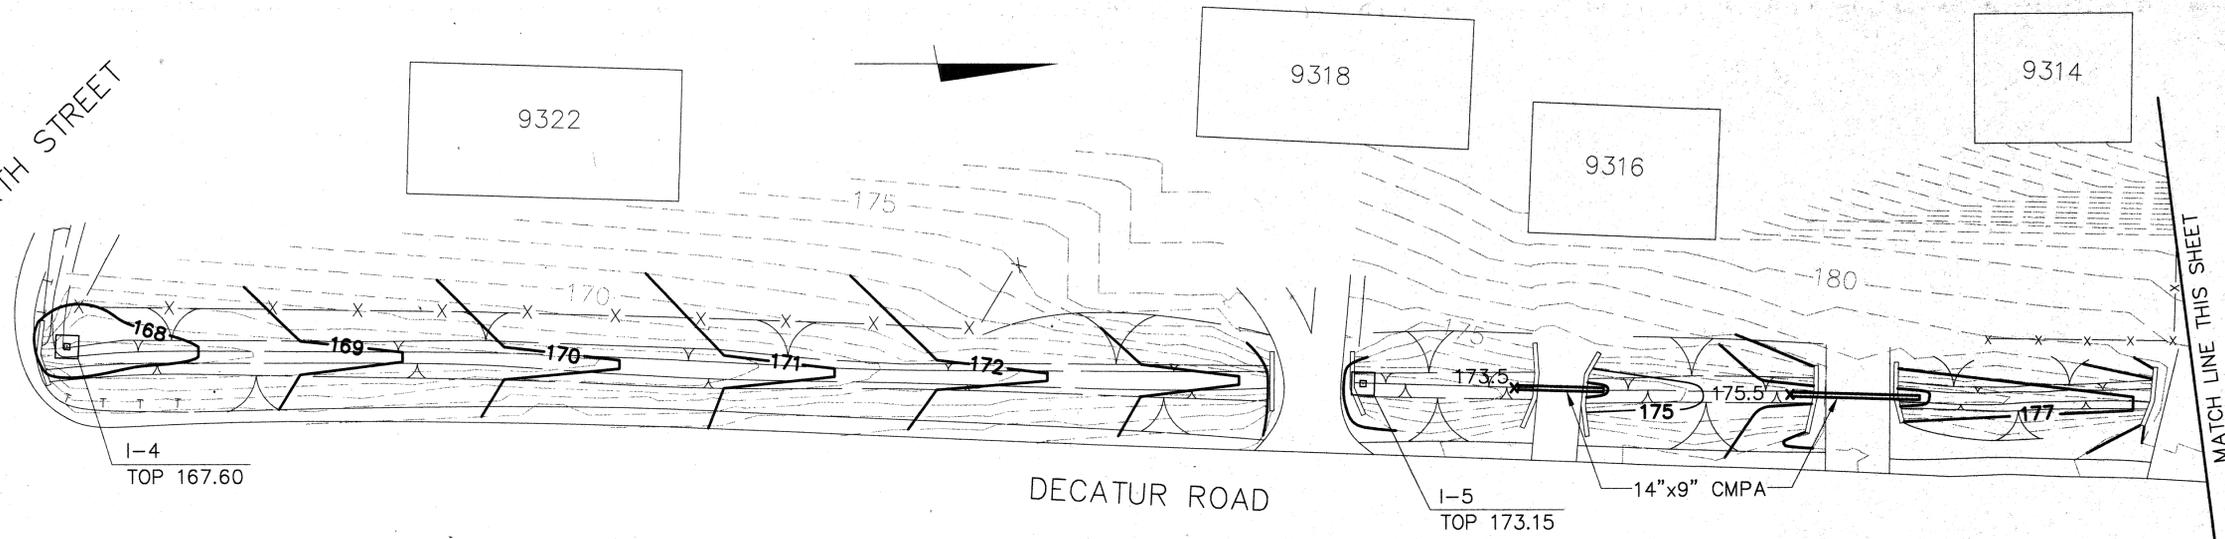 TH STREET
9322
9318
9316
9314
175
170
180
175
168
169
170
171
172
173.5
175
175.5
177
I-4
TOP 167.60
DECATUR ROAD
I-5
TOP 173.15
14"x9" CMPA
MATCH LINE THIS SHEET